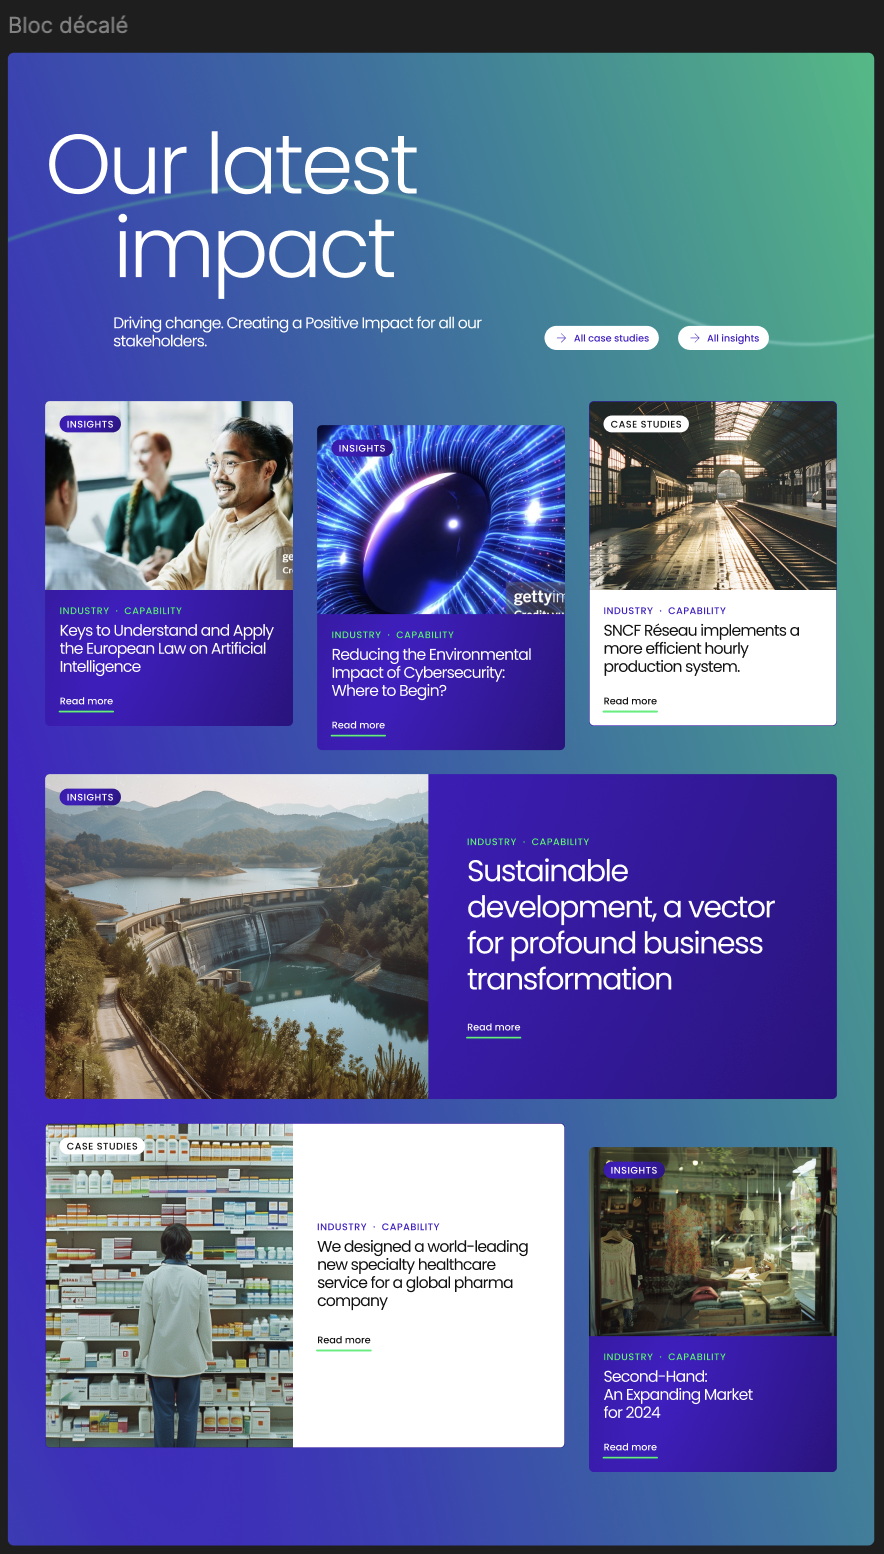 Bloc décalé
Our latest
impact
Driving change. Creating a Positive Impact for all our
stakeholders.
All case studies
All insights
INSIGHTS
INDUSTRY · CAPABILITY
Keys to Understand and Apply
the European Law on Artificial
Intelligence
Read more
INSIGHTS
gettyim
INDUSTRY · CAPABILITY
Reducing the Environmental
Impact of Cybersecurity:
Where to Begin?
Read more
CASE STUDIES
INDUSTRY · CAPABILITY
SNCF Réseau implements a
more efficient hourly
production system.
Read more
INSIGHTS
INDUSTRY · CAPABILITY
Sustainable
development, a vector
for profound business
transformation
Read more
CASE STUDIES
INDUSTRY · CAPABILITY
We designed a world-leading
new specialty healthcare
service for a global pharma
company
Read more
INSIGHTS
INDUSTRY · CAPABILITY
Second-Hand:
An Expanding Market
for 2024
Read more